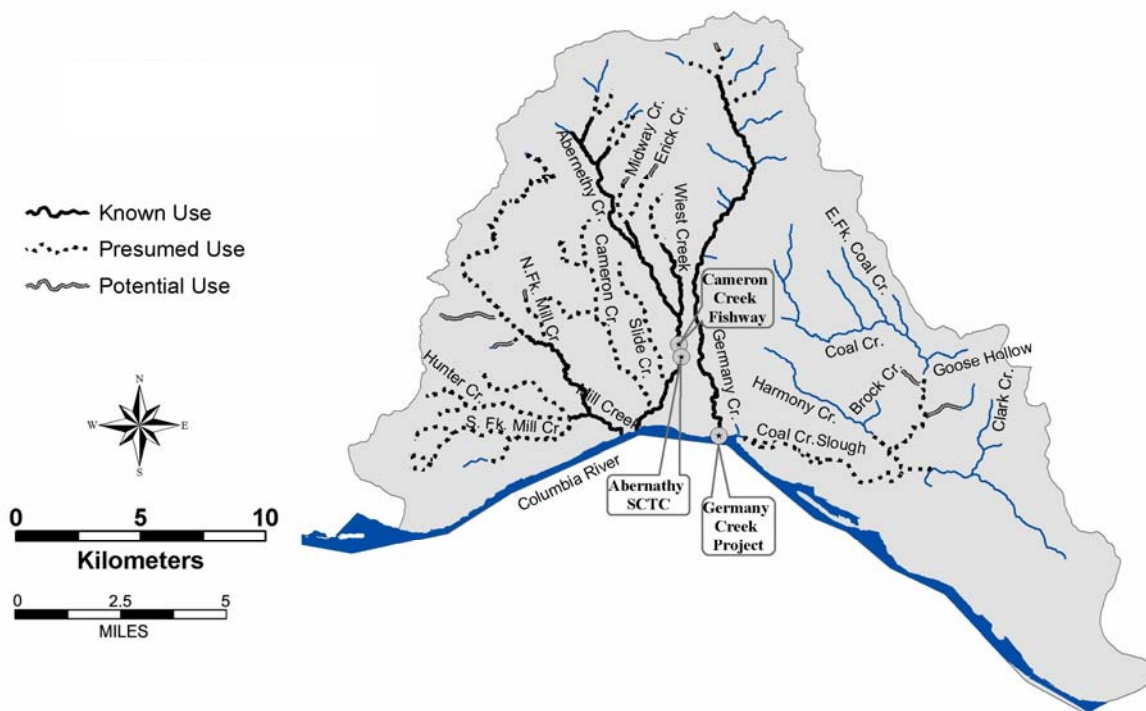 Known Use
Presumed Use
Potential Use
N
W
E
S
0
5
10
Kilometers
0
2.5
5
MILES
Abernethy Cr.
Midway Cr.
Erick Cr.
Wiest Creek
Cameron Cr.
N.Fk. Mill Cr.
Slide Cr.
Hunter Cr.
S. Fk. Mill Cr.
Mill Creek
Germany Cr.
Cameron
Creek
Fishway
E.Fk. Coal Cr.
Coal Cr.
Goose Hollow
Brock Cr.
Harmony Cr.
Clark Cr.
Coal Cr.Slough
Columbia River
Abernathy
SCTC
Germany
Creek
Project